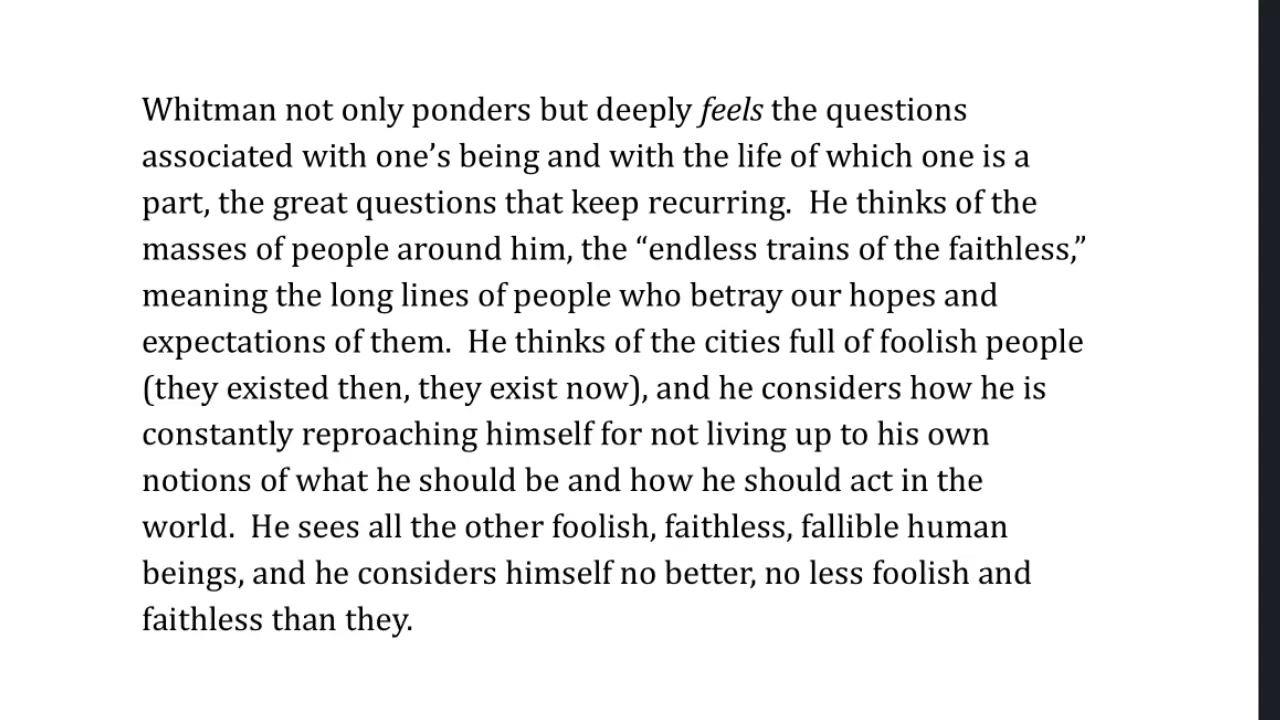 Whitman not only ponders but deeply feels the questions
associated with one’s being and with the life of which one is a
part, the great questions that keep recurring.  He thinks of the
masses of people around him, the “endless trains of the faithless,”
meaning the long lines of people who betray our hopes and
expectations of them.  He thinks of the cities full of foolish people
(they existed then, they exist now), and he considers how he is
constantly reproaching himself for not living up to his own
notions of what he should be and how he should act in the
world.  He sees all the other foolish, faithless, fallible human
beings, and he considers himself no better, no less foolish and
faithless than they.